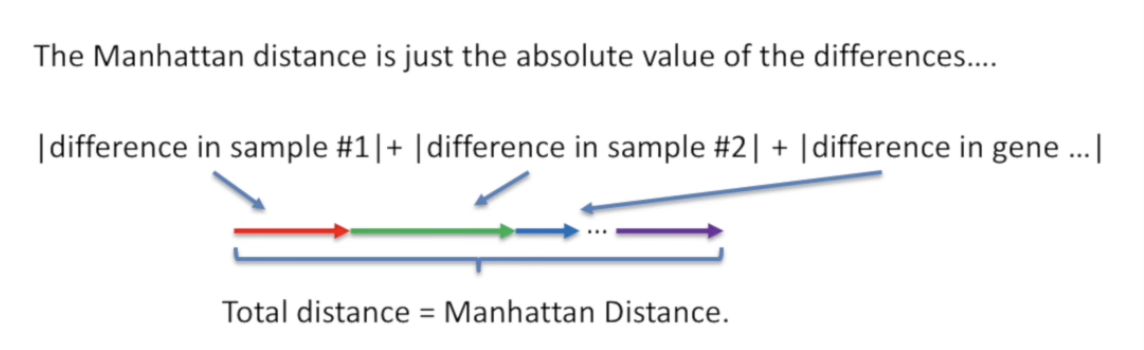 The Manhattan distance is just the absolute value of the differences....
|difference in sample #1|+ |difference in sample #2| + |difference in gene ...|
...
Total distance = Manhattan Distance.